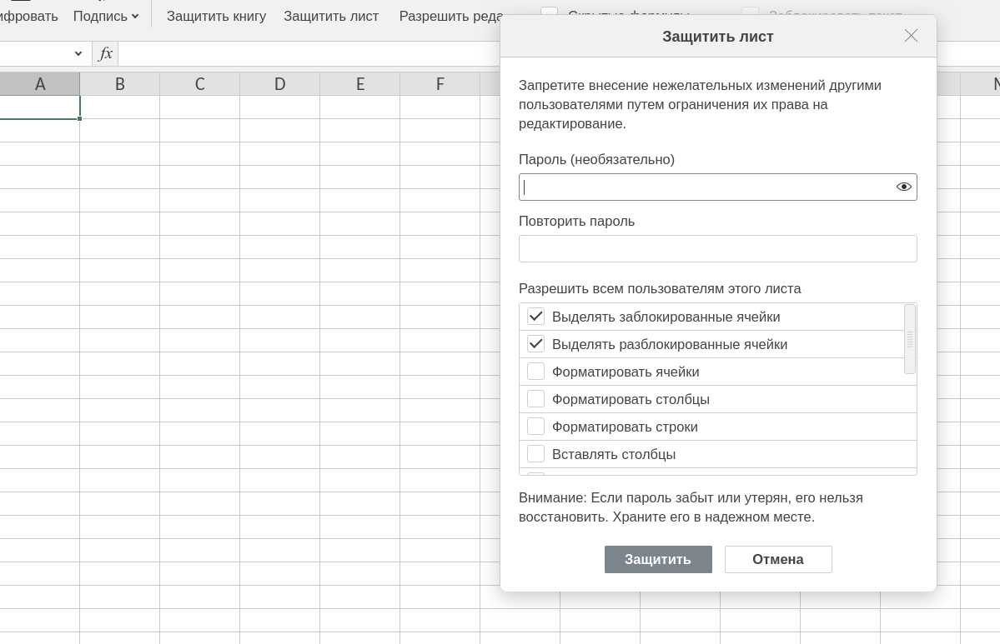 Подпись
Защитить книгу
Защитить лист
Разрешить
fx
A B C D E F
Защитить лист
Запретите внесение нежелательных изменений другими
пользователями путем ограничения их права на
редактирование.
Пароль (необязательно)
Повторить пароль
Разрешить всем пользователям этого листа
Выделять заблокированные ячейки
Выделять разблокированные ячейки
Форматировать ячейки
Форматировать столбцы
Форматировать строки
Вставлять столбцы
Внимание: Если пароль забыт или утерян, его нельзя
восстановить. Храните его в надежном месте.
Защитить
Отмена